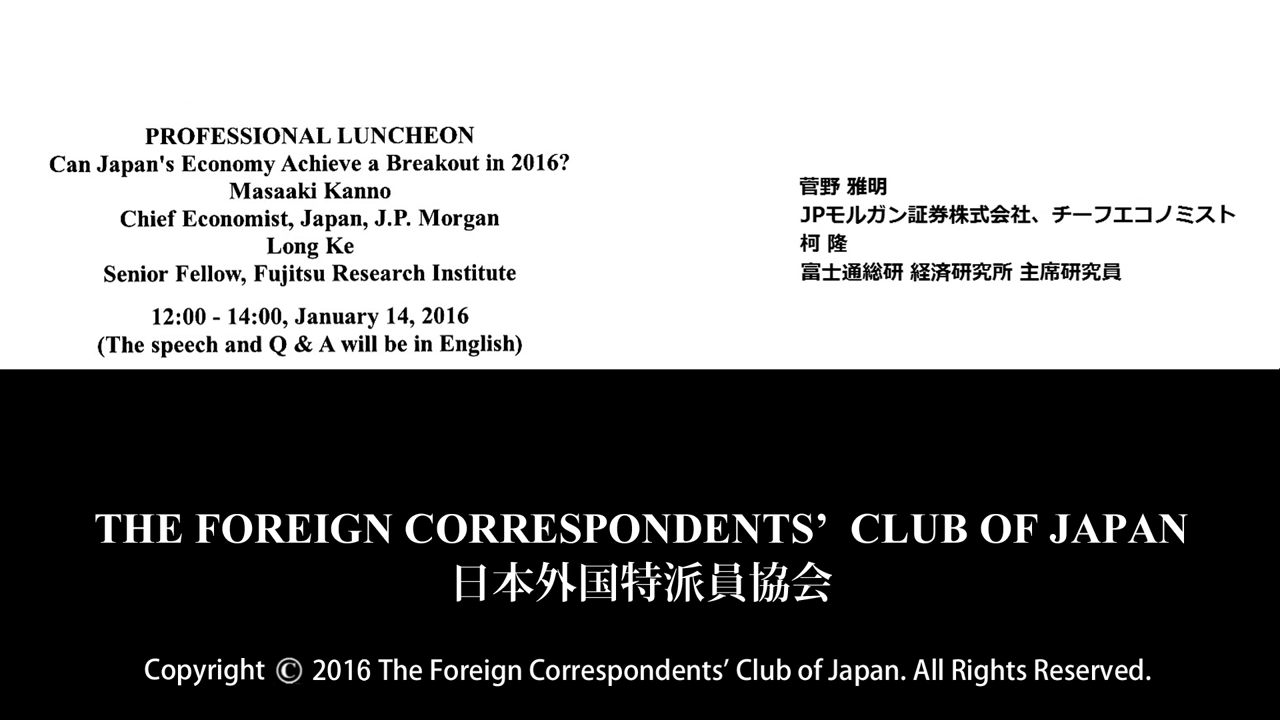 PROFESSIONAL LUNCHEON
Can Japan's Economy Achieve a Breakout in 2016?
Masaaki Kanno
Chief Economist, Japan, J.P. Morgan
Long Ke
Senior Fellow, Fujitsu Research Institute
12:00 - 14:00, January 14, 2016
(The speech and Q & A will be in English)
菅野 雅明
JPモルガン証券株式会社、チーフエコノミスト
柯 隆
富士通総研 経済研究所 主席研究員
THE FOREIGN CORRESPONDENTS’ CLUB OF JAPAN
日本外国特派員協会
Copyright © 2016 The Foreign Correspondents’ Club of Japan. All Rights Reserved.